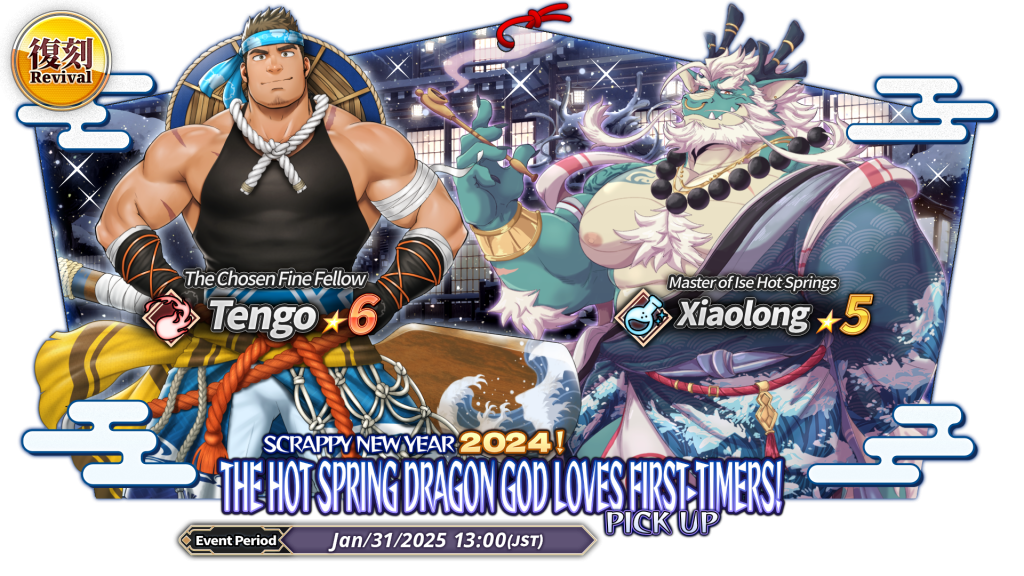 復刻
Revival
The Chosen Fine Fellow
Tengo ★6
Master of Ise Hot Springs
Xiaolong ★5
SCRAPPY NEW YEAR 2024!
THE HOT SPRING DRAGON GOD LOVES FIRST-TIMERS!
PICK UP
Event Period Jan/31/2025 13:00(JST)